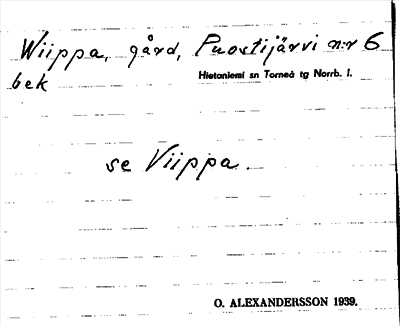 Wiippa, gård, Puostijärvi n:r 6
Hietaniemi sn Torneå tg Norrb. l.
bek
se Viippa.
O. ALEXANDERSSON 1939.